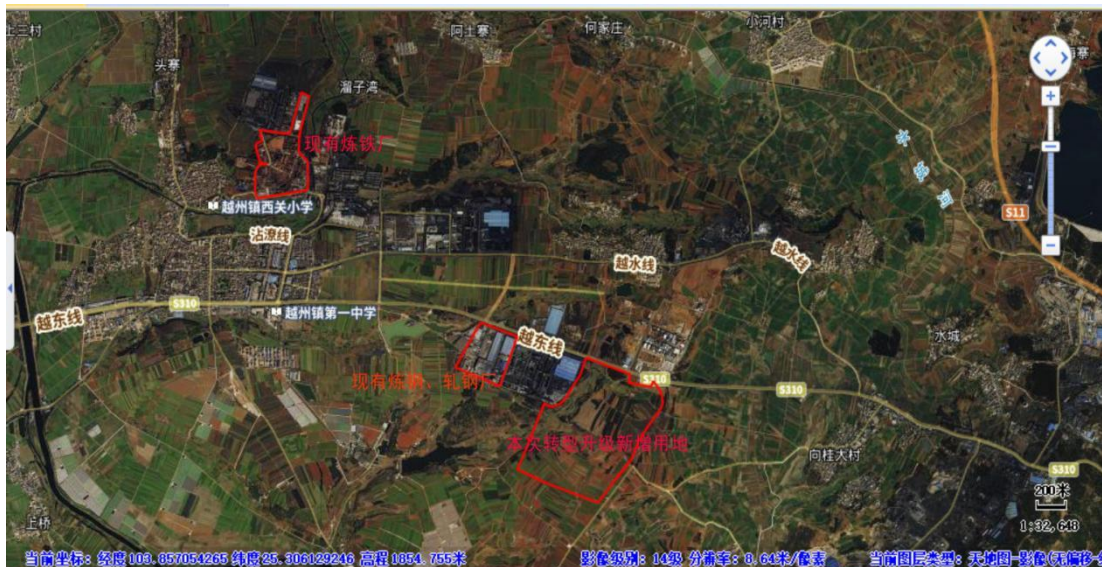 上三村
阿土寨
何家庄
小河村
头寨
溜子湾
现有炼铁厂
越州镇西关小学
沾潦线
S11
越水线
越水线
S310
越州镇第一中学
越东线
越东线
水城
现有炼钢、轧钢厂
S310
S310
本次转型升级新增用地
向桂大村
S310
200米
1:32,648
上桥
当前坐标：经度103.857054265 纬度25.306129246 高程1854.755米
影像级别：14级 分辨率：8.64米/像素
当前图层类型：天地图-影像(无偏移-